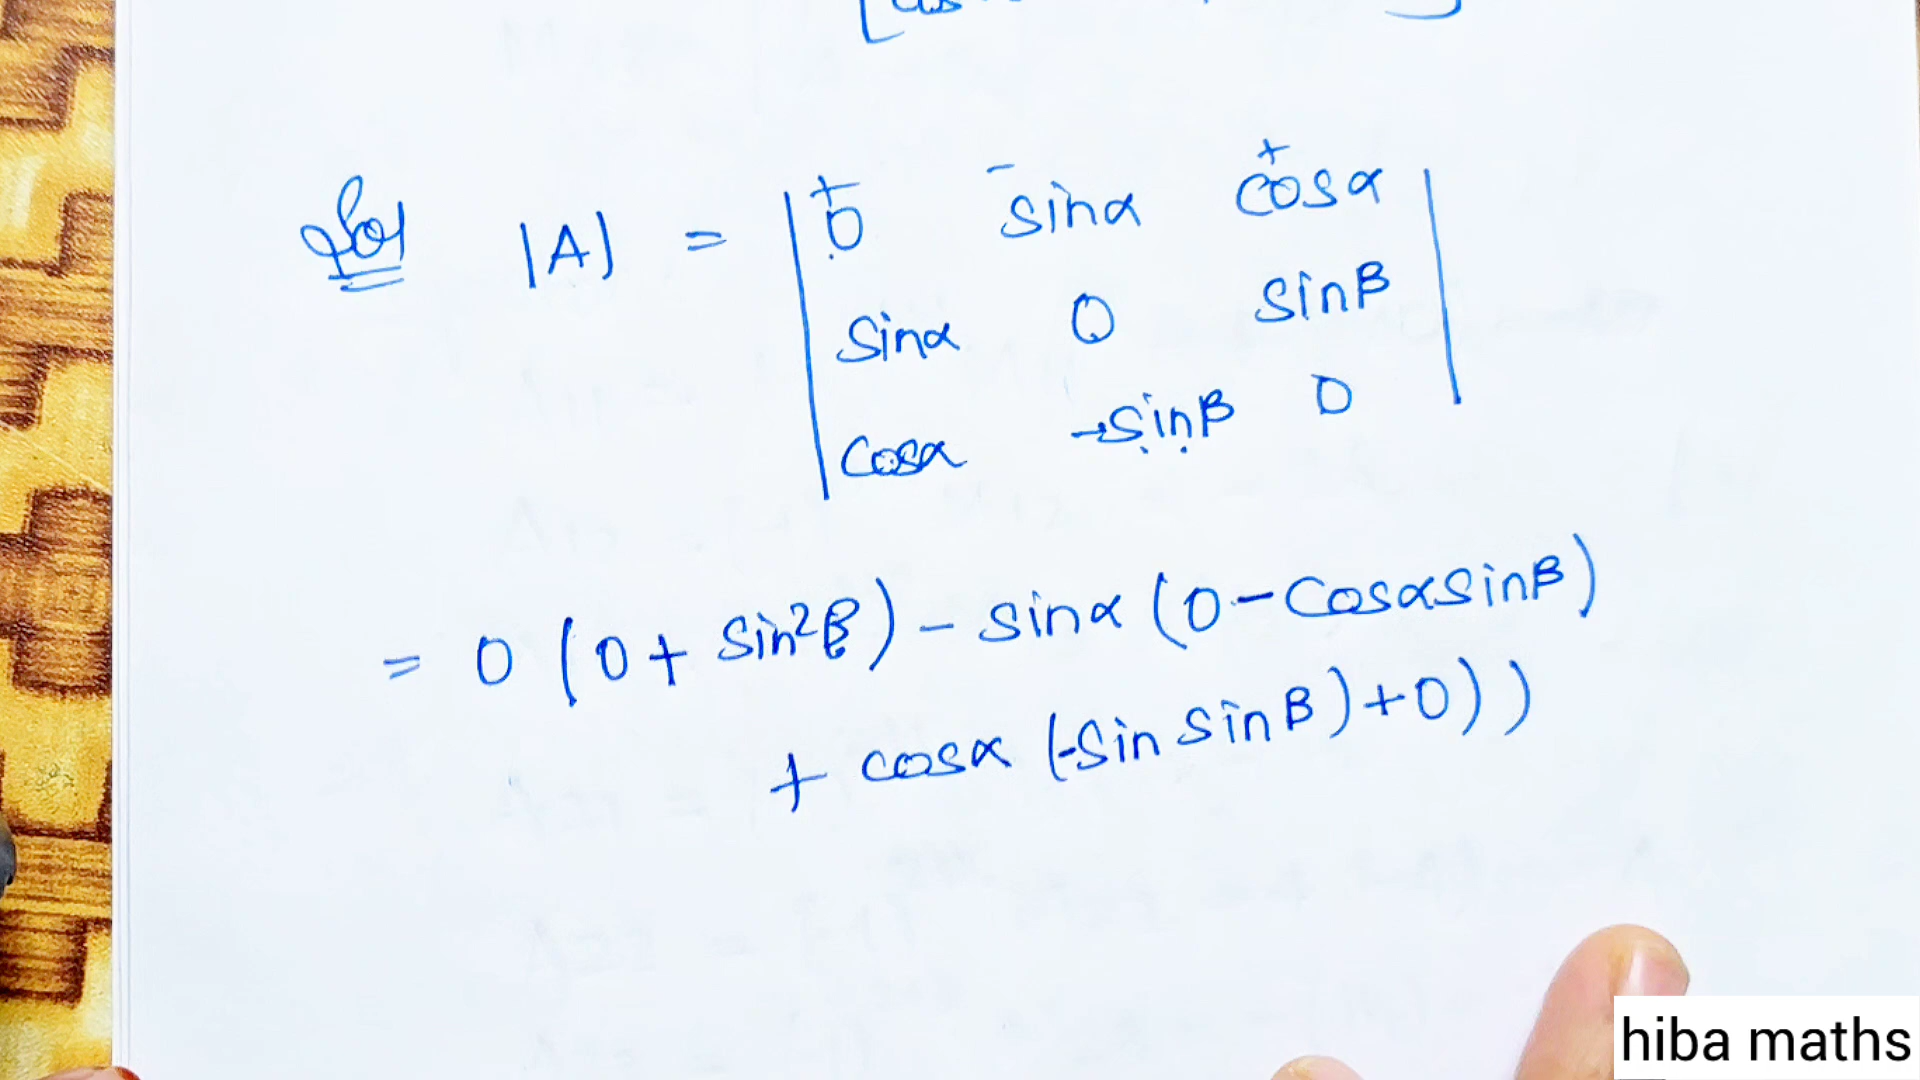 Sol |A| = | 0 sinα cosα |
+ - +
sinα 0 sinβ
cosα -sinβ 0
= 0 (0 + sin²β) - sinα (0 - cosα sinβ)
+ cosα (-sin sinβ) + 0))
hiba maths